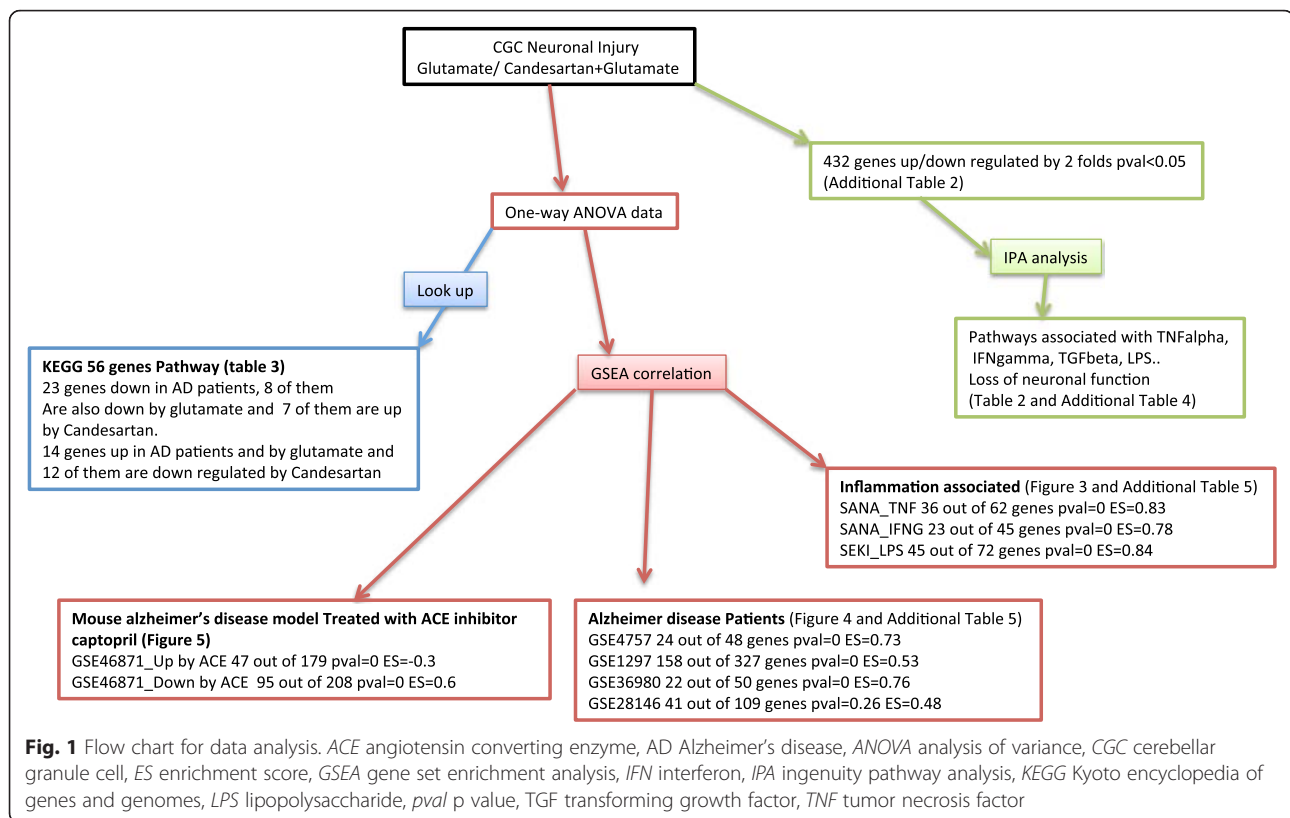 CGC Neuronal Injury
Glutamate/ Candesartan+Glutamate
432 genes up/down regulated by 2 folds pval<0.05
(Additional Table 2)
One-way ANOVA data
IPA analysis
Look up
Pathways associated with TNFalpha,
IFNgamma, TGFbeta, LPS..
Loss of neuronal function
(Table 2 and Additional Table 4)
KEGG 56 genes Pathway (table 3)
23 genes down in AD patients, 8 of them
Are also down by glutamate and 7 of them are up
by Candesartan.
14 genes up in AD patients and by glutamate and
12 of them are down regulated by Candesartan
GSEA correlation
Inflammation associated (Figure 3 and Additional Table 5)
SANA_TNF 36 out of 62 genes pval=0 ES=0.83
SANA_IFNG 23 out of 45 genes pval=0 ES=0.78
SEKI_LPS 45 out of 72 genes pval=0 ES=0.84
Mouse alzheimer's disease model Treated with ACE inhibitor
captopril (Figure 5)
GSE46871_Up by ACE 47 out of 179 pval=0 ES=-0.3
GSE46871_Down by ACE 95 out of 208 pval=0 ES=0.6
Alzheimer disease Patients (Figure 4 and Additional Table 5)
GSE4757 24 out of 48 genes pval=0 ES=0.73
GSE1297 158 out of 327 genes pval=0 ES=0.53
GSE36980 22 out of 50 genes pval=0 ES=0.76
GSE28146 41 out of 109 genes pval=0.26 ES=0.48
Fig. 1 Flow chart for data analysis. ACE angiotensin converting enzyme, AD Alzheimer's disease, ANOVA analysis of variance, CGC cerebellar
granule cell, ES enrichment score, GSEA gene set enrichment analysis, IFN interferon, IPA ingenuity pathway analysis, KEGG Kyoto encyclopedia of
genes and genomes, LPS lipopolysaccharide, pval p value, TGF transforming growth factor, TNF tumor necrosis factor